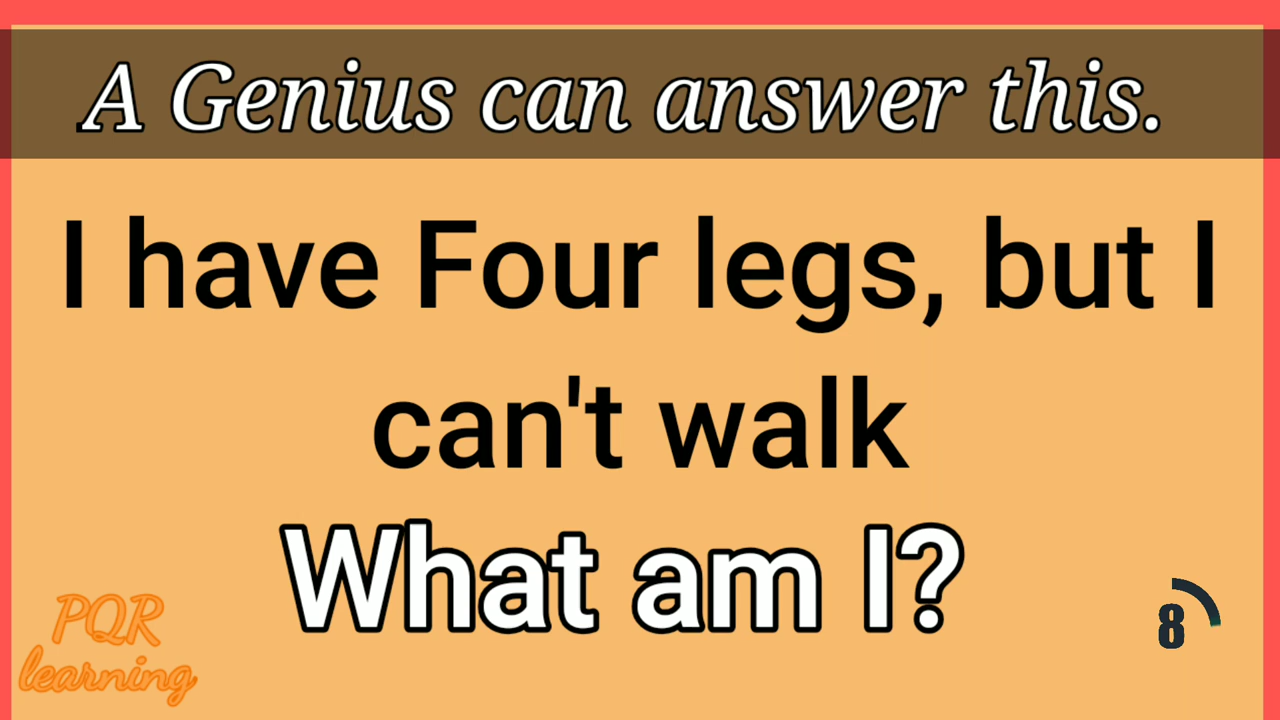 A Genius can answer this.
I have Four legs, but I
can't walk
What am I?
PQR
learning
8